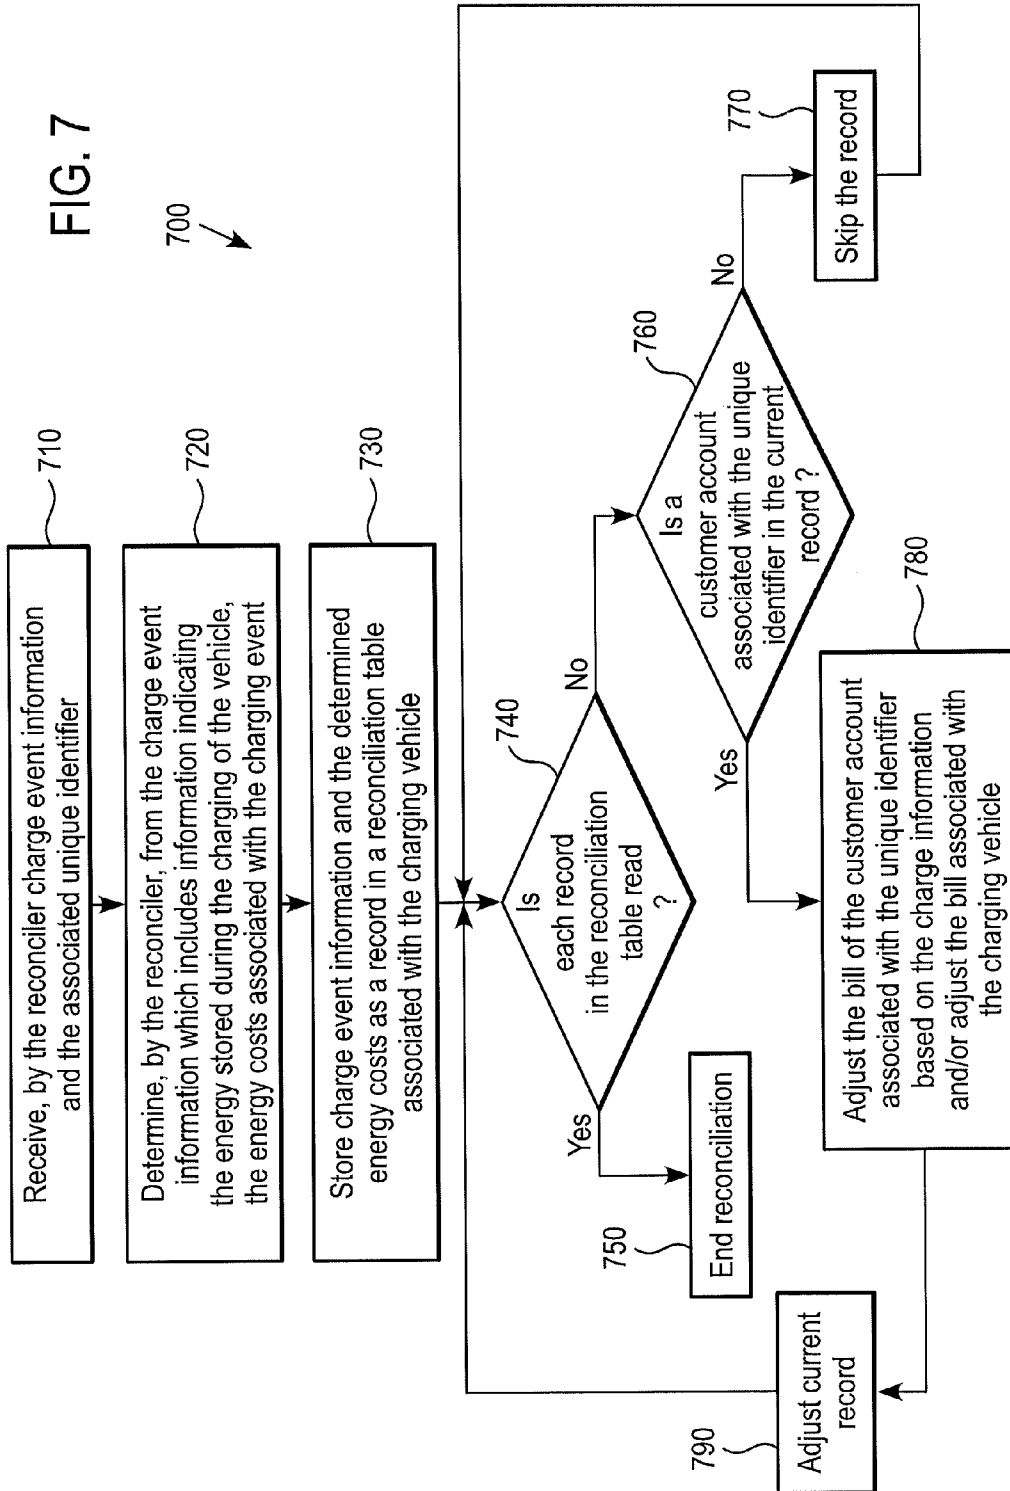 FIG. 7
700
710
Receive, by the reconciler charge event information
and the associated unique identifier
720
Determine, by the reconciler, from the charge event
information which includes information indicating
the energy stored during the charging of the vehicle,
the energy costs associated with the charging event
730
Store charge event information and the determined
energy costs as a record in a reconciliation table
associated with the charging vehicle
740
Is
each record
in the reconciliation
table read
?
Yes
No
750
End reconciliation
760
Is a
customer account
associated with the unique
identifier in the current
record ?
Yes
No
770
Skip the record
780
Adjust the bill of the customer account
associated with the unique identifier
based on the charge information
and/or adjust the bill associated with
the charging vehicle
790
Adjust current
record